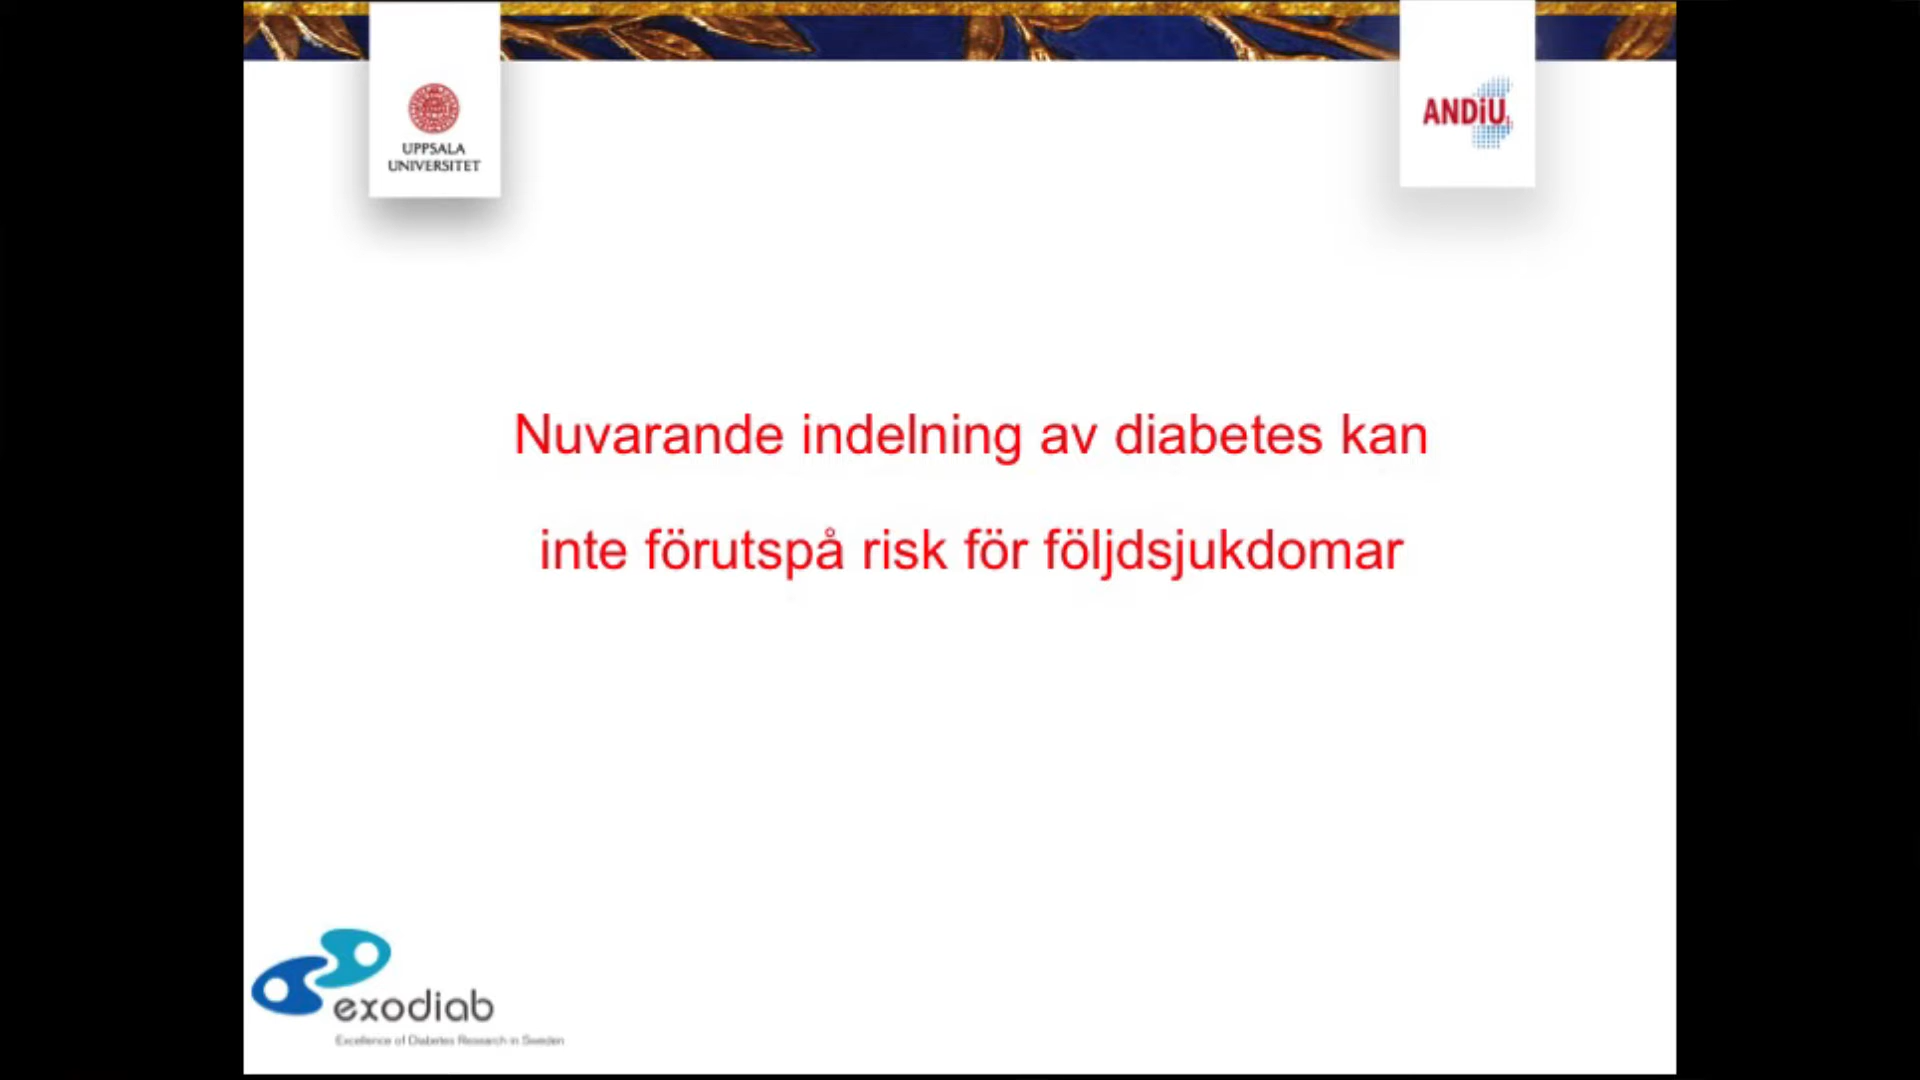 UPPSALA
UNIVERSITET
ANDiU
Nuvarande indelning av diabetes kan
inte förutspå risk för följdsjukdomar
exodiab
Excellence of Diabetes Research in Sweden